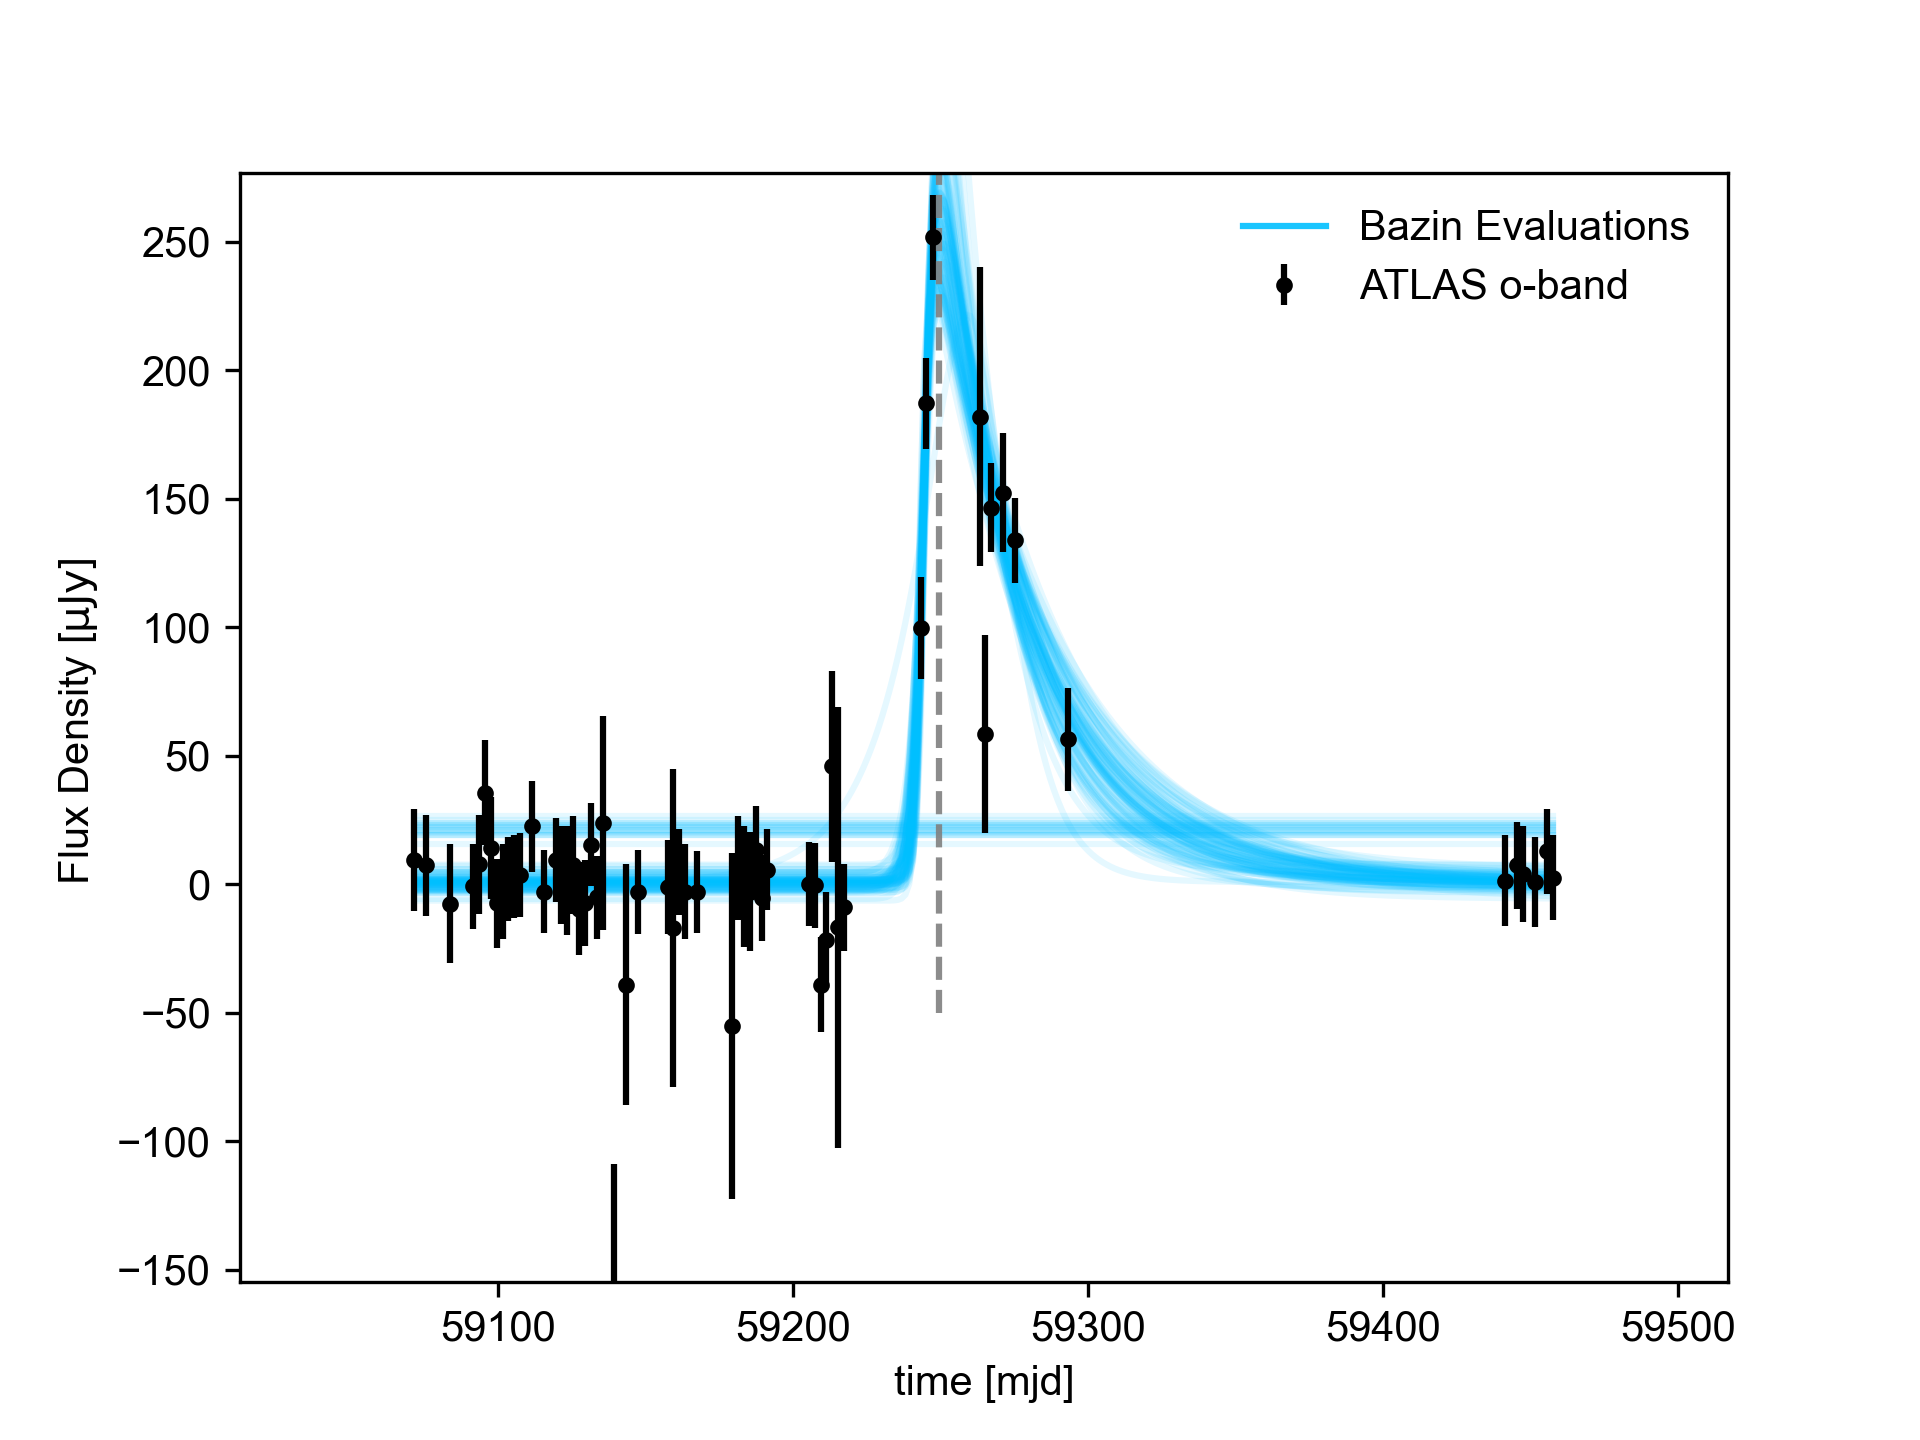 Bazin Evaluations
ATLAS o-band
250
200
150
100
50
0
−50
−100
−150
Flux Density [µJy]
59100 59200 59300 59400 59500
time [mjd]